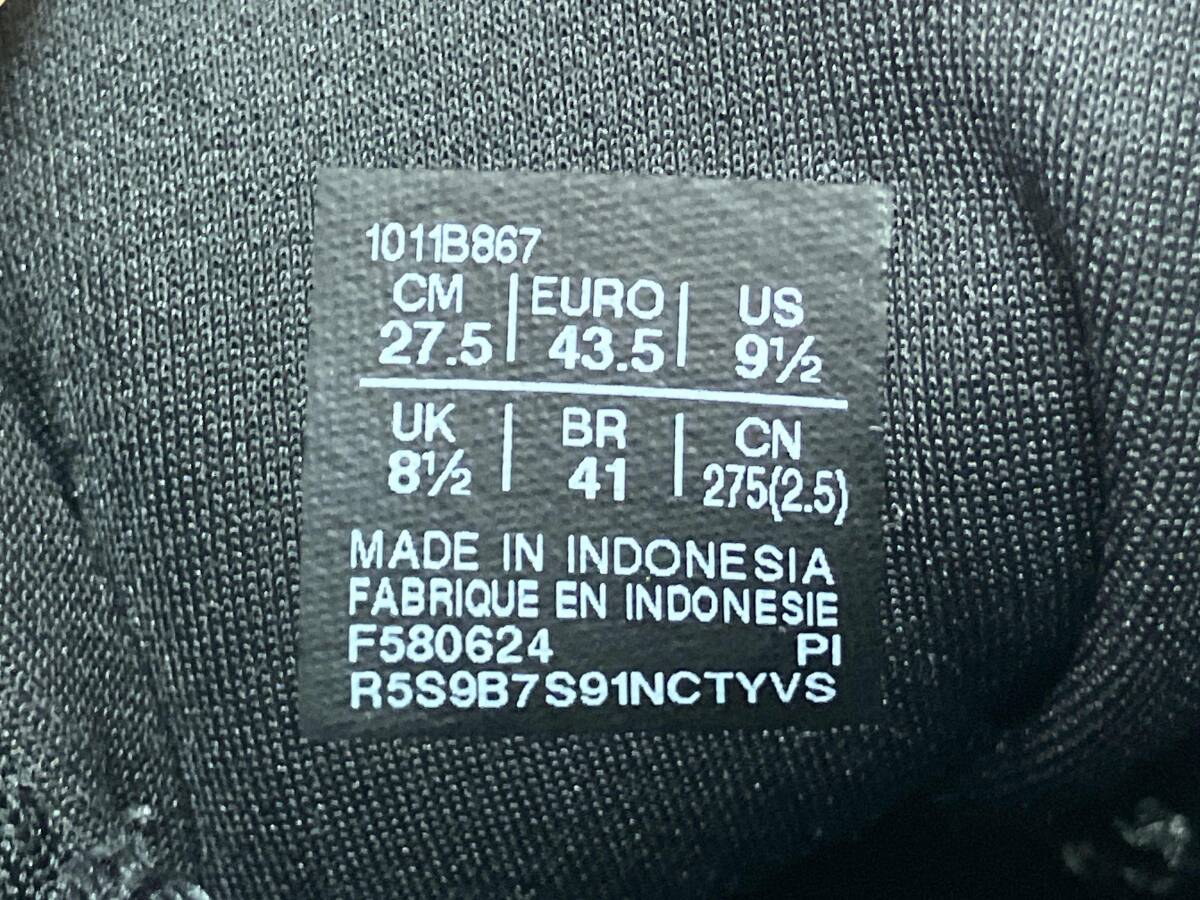 1011B867
CM | EURO | US
27.5 | 43.5 | 9½
UK | BR | CN
8½ | 41 | 275(2.5)
MADE IN INDONESIA
FABRIQUE EN INDONESIE
F580624 PI
R5S9B7S91NCTYVS